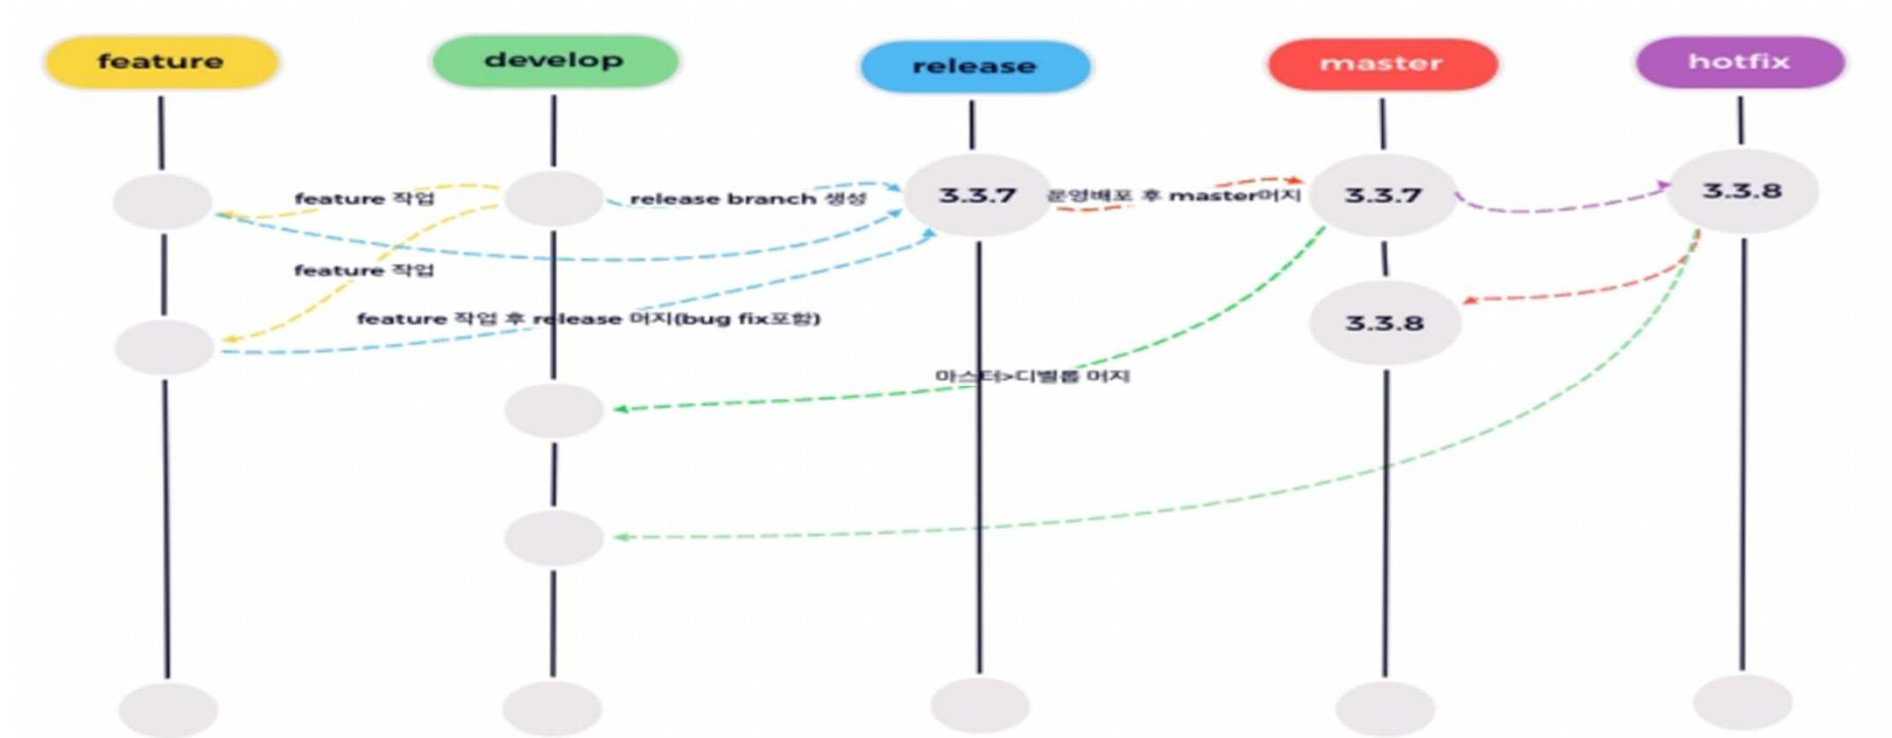 feature
develop
release
master
hotfix
feature 작업
release branch 생성
3.3.7
운영배포 후 master머지
3.3.7
3.3.8
feature 작업
feature 작업 후 release 머지(bug fix포함)
3.3.8
마스터>디벨롭 머지